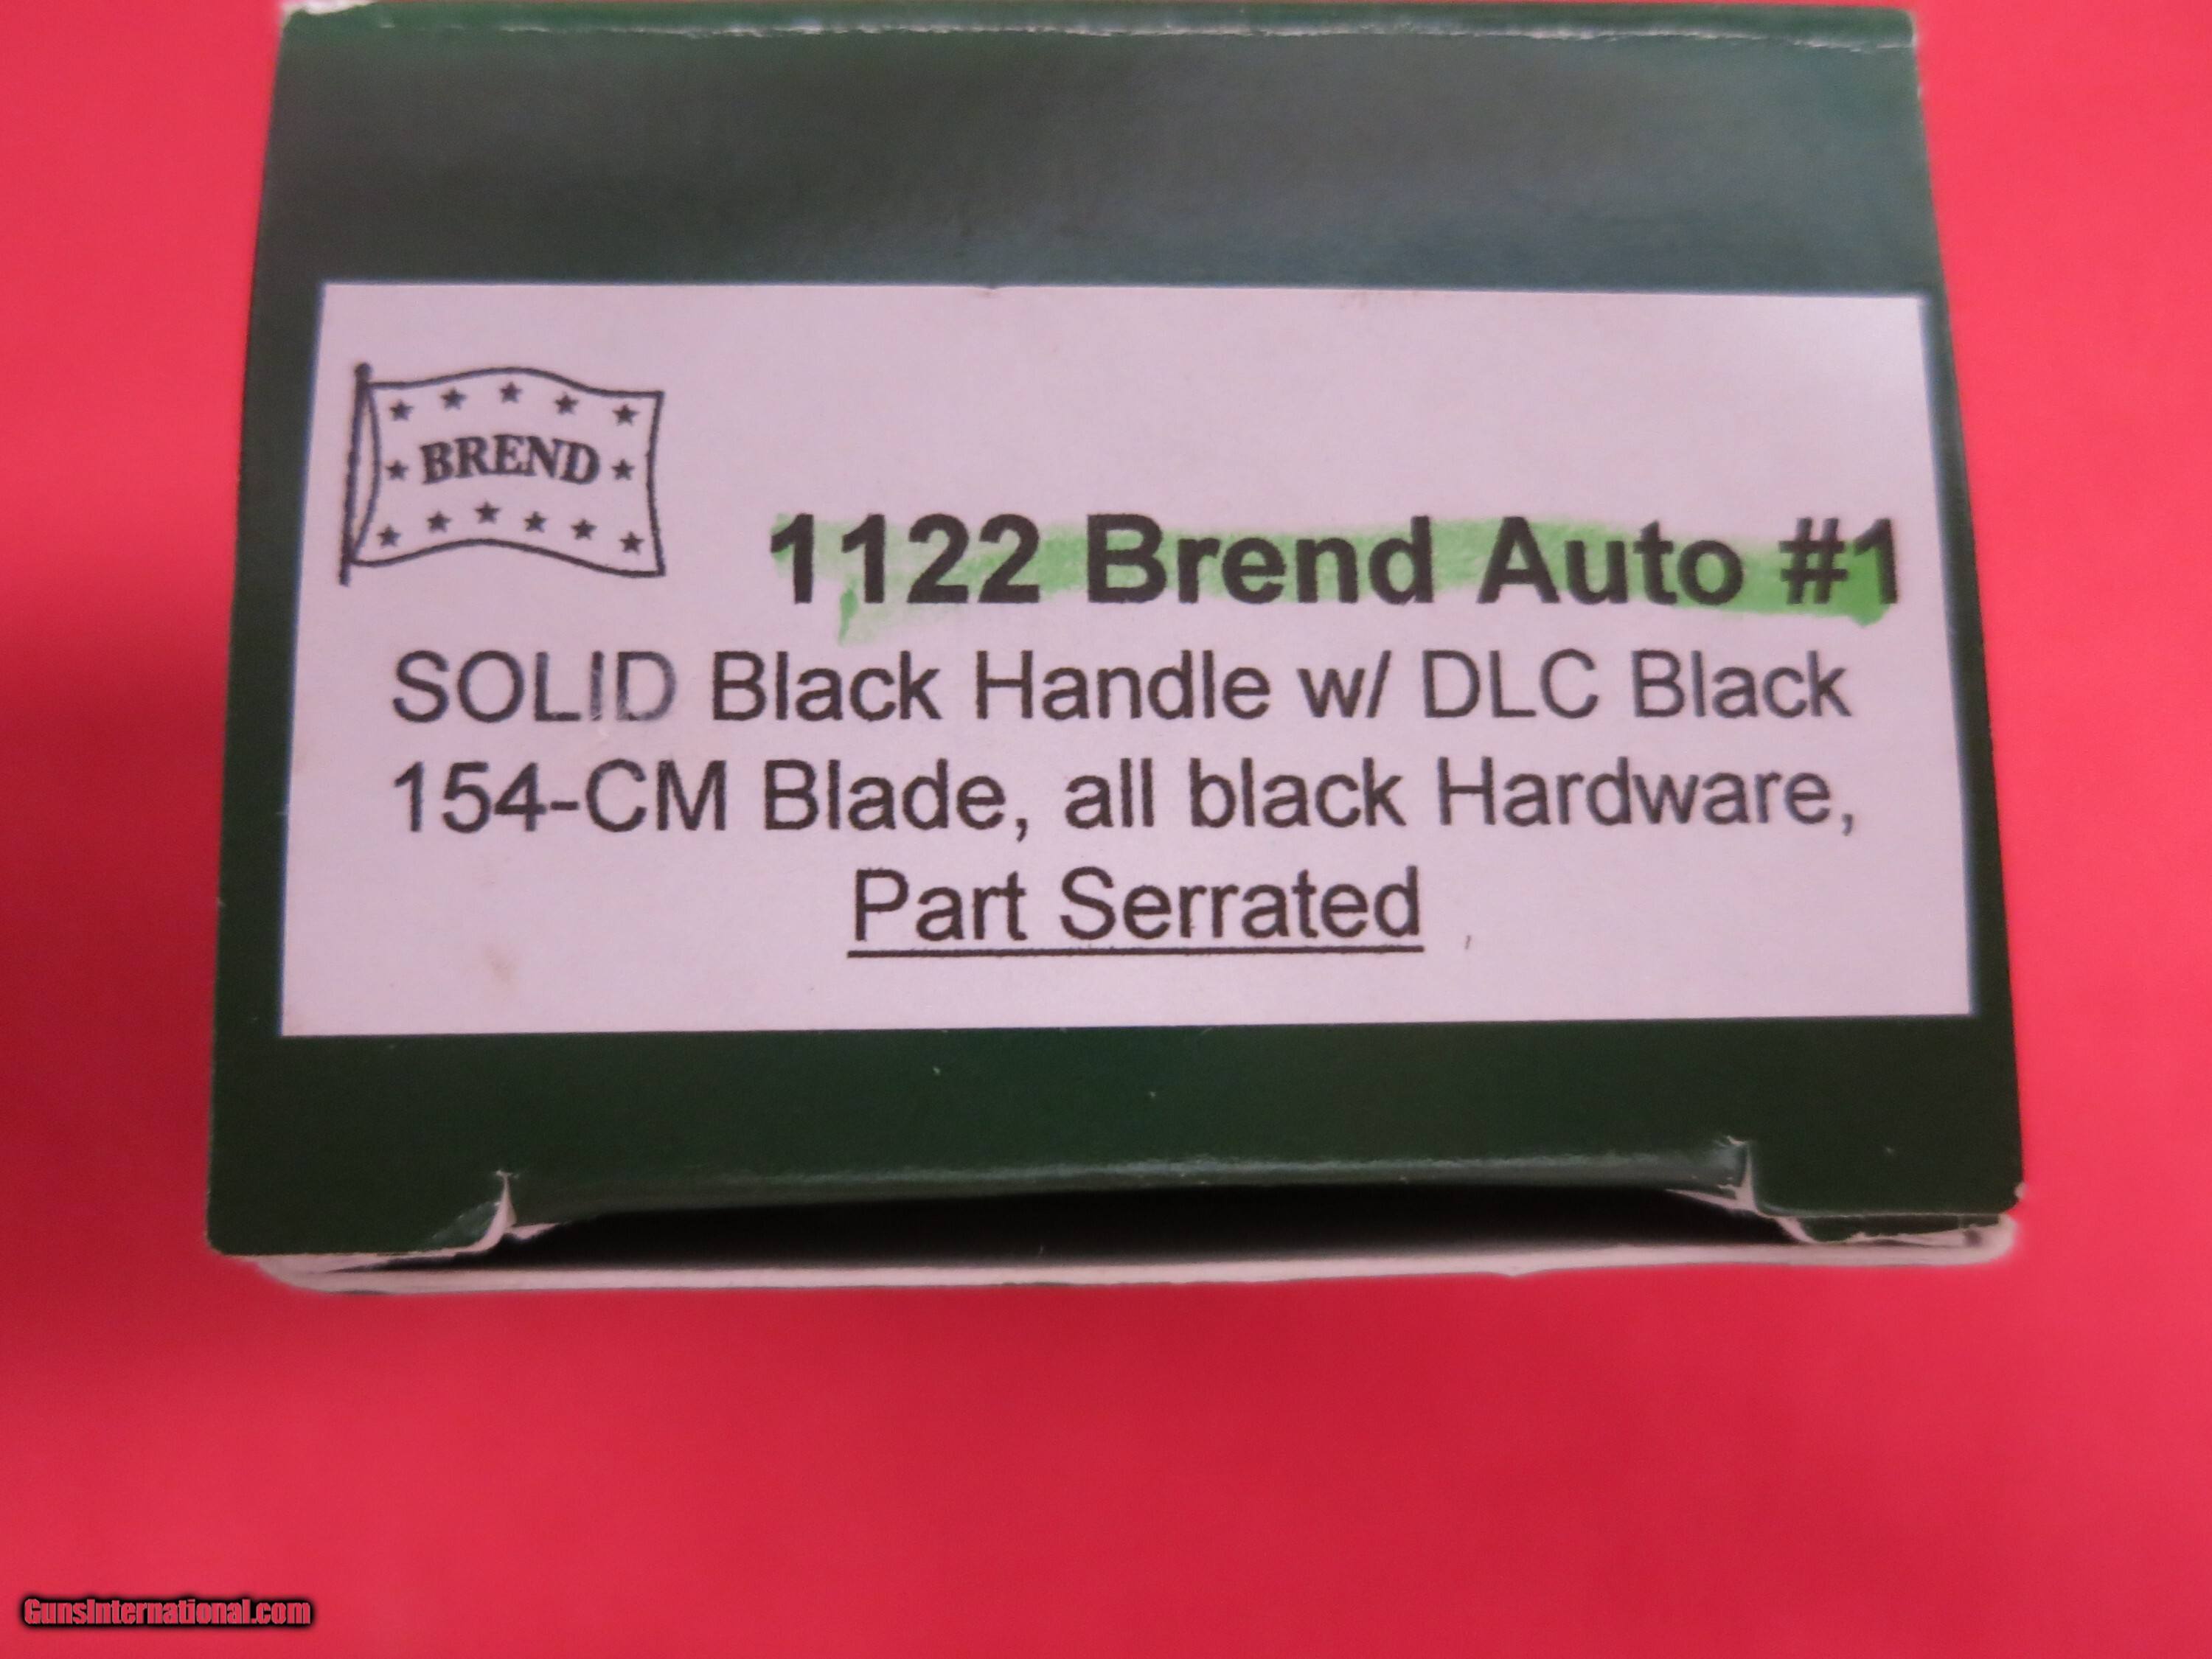 BREND
1122 Brend Auto #1
SOLID Black Handle w/ DLC Black
154-CM Blade, all black Hardware,
Part Serrated
GunsInternational.com